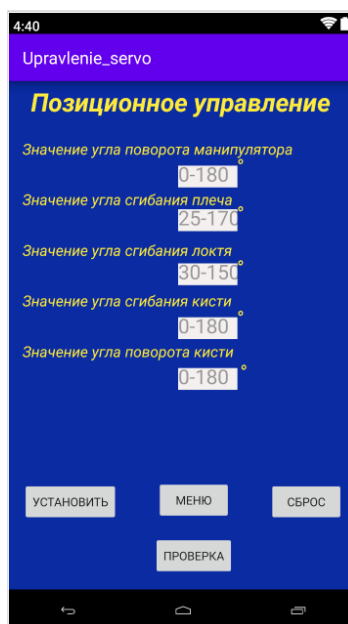 4:40
Upravlenie_servo
Позиционное управление
Значение угла поворота манипулятора
0-180 °
Значение угла сгибания плеча
25-170 °
Значение угла сгибания локтя
30-150 °
Значение угла сгибания кисти
0-180 °
Значение угла поворота кисти
0-180 °
УСТАНОВИТЬ МЕНЮ СБРОС
ПРОВЕРКА